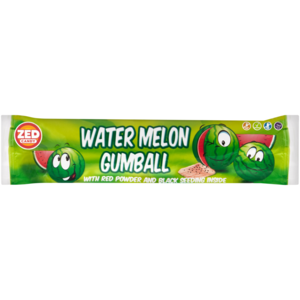 ZED
CANDY
WATER MELON
GUMBALL
WITH RED POWDER AND BLACK SEEDING INSIDE